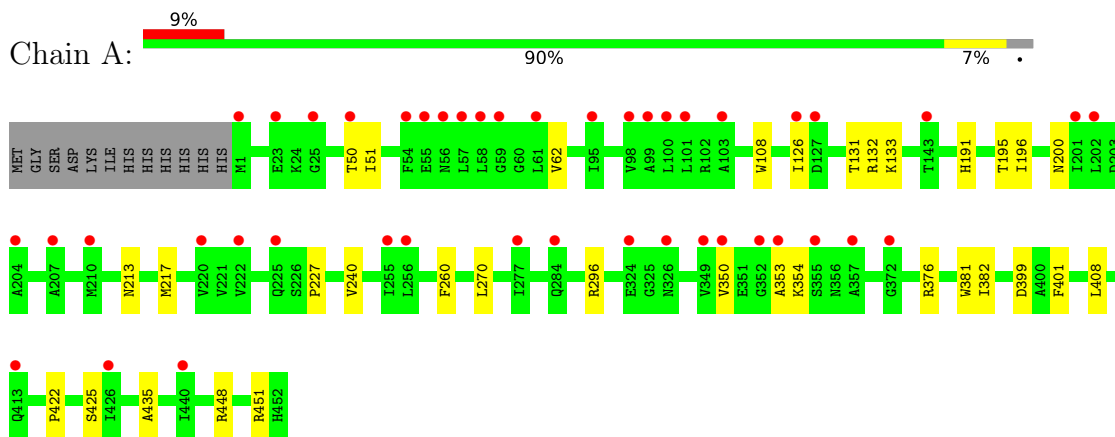 9%
Chain A:
90% 7% •
MET GLY SER ASP LYS ILE HIS HIS HIS HIS HIS HIS M1 E23 K24 G25 T50 I51 F54 E55 N56 L57 L58 G59 G60 L61 V62 I95 V98 A99 L100 L101 R102 A103 W108 I126 D127 T131 R132 K133 T143 H191 T195 I196 N200 I201 L202 D203
A204 A207 M210 N213 M217 V220 V221 V222 Q225 S226 P227 V240 I255 L256 F260 L270 I277 Q284 R296 E324 G325 N326 V349 V350 E351 G352 A353 K354 S355 N356 A357 G372 R376 W381 I382 D399 A400 F401 L408
Q413 P422 S425 I426 A435 I440 R448 R451 H452